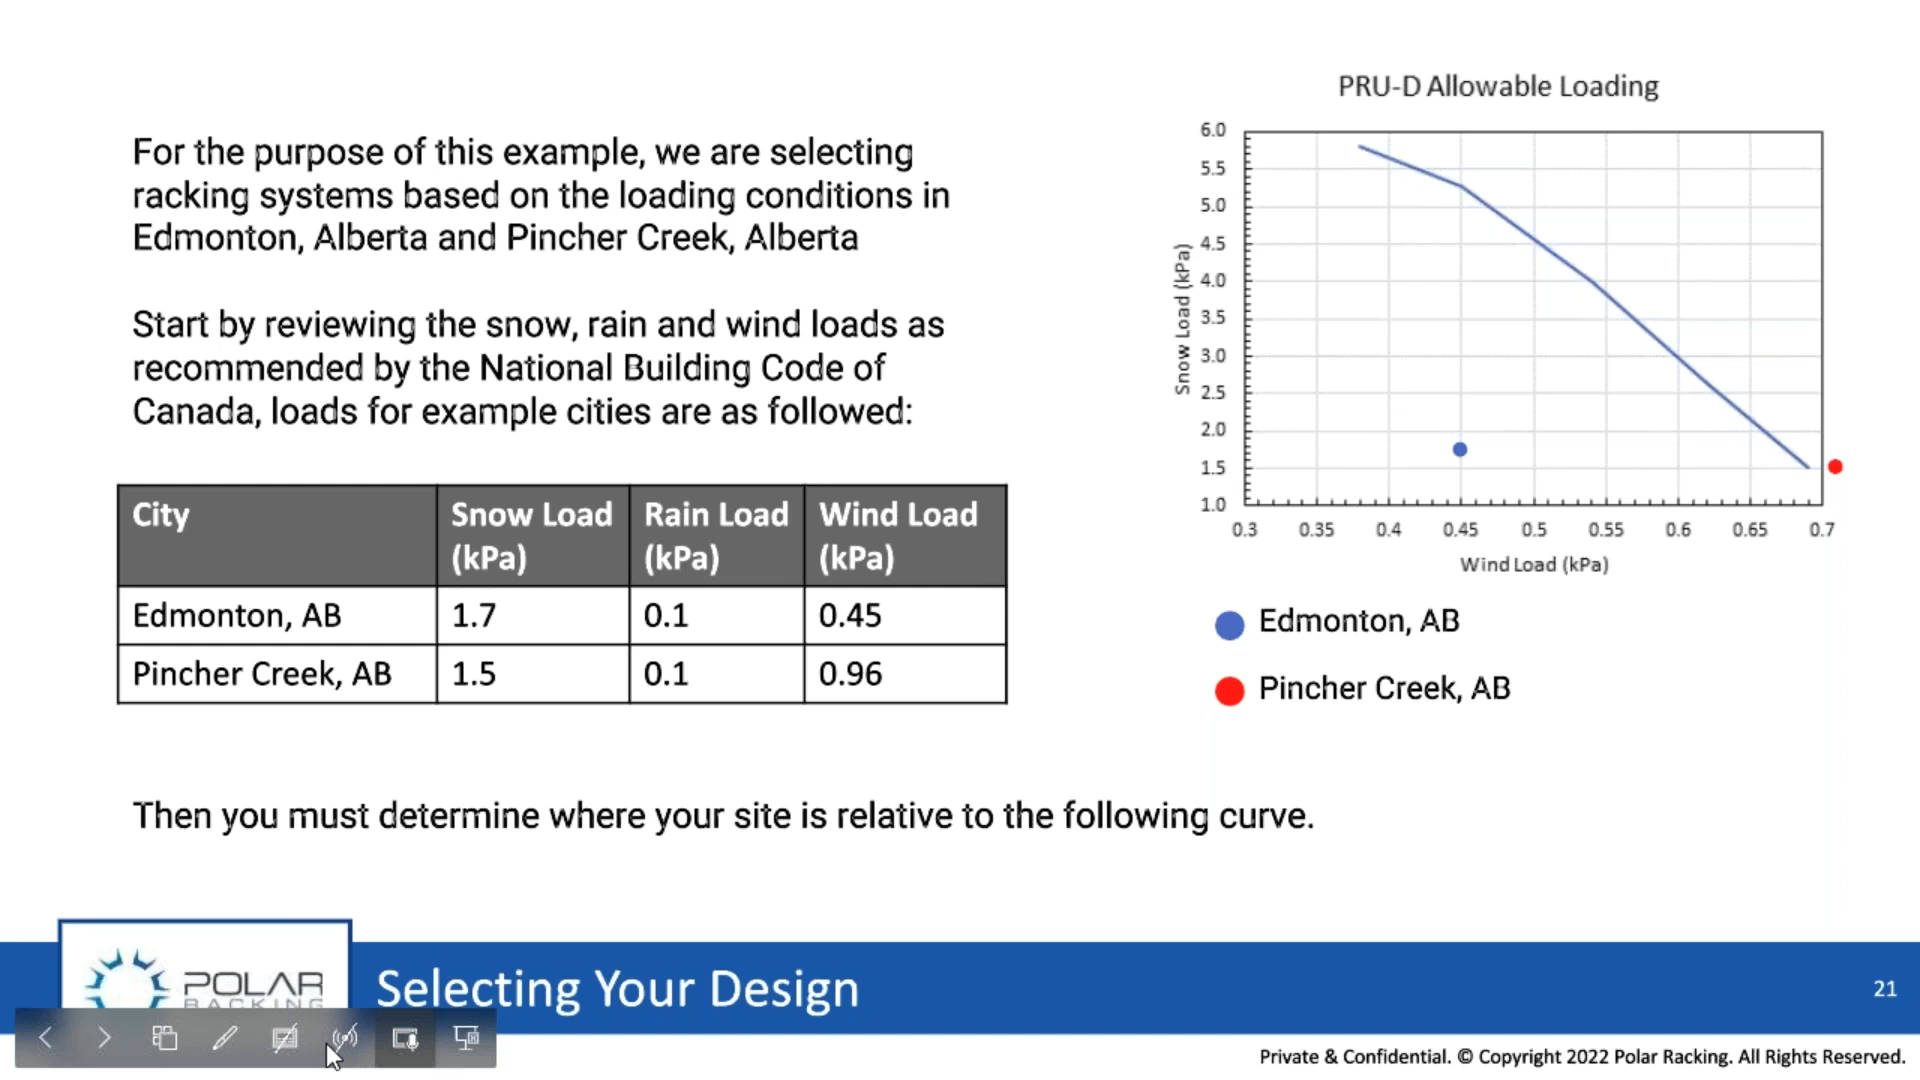 PRU-D Allowable Loading
For the purpose of this example, we are selecting
racking systems based on the loading conditions in
Edmonton, Alberta and Pincher Creek, Alberta
Start by reviewing the snow, rain and wind loads as
recommended by the National Building Code of
Canada, loads for example cities are as followed:
City Snow Load (kPa) Rain Load (kPa) Wind Load (kPa)
Edmonton, AB 1.7 0.1 0.45
Pincher Creek, AB 1.5 0.1 0.96
Snow Load (kPa)
6.0
5.5
5.0
4.5
4.0
3.5
3.0
2.5
2.0
1.5
1.0
0.3 0.35 0.4 0.45 0.5 0.55 0.6 0.65 0.7
Wind Load (kPa)
Edmonton, AB
Pincher Creek, AB
Then you must determine where your site is relative to the following curve.
POLAR
RACKING
Selecting Your Design
21
Private & Confidential. © Copyright 2022 Polar Racking. All Rights Reserved.